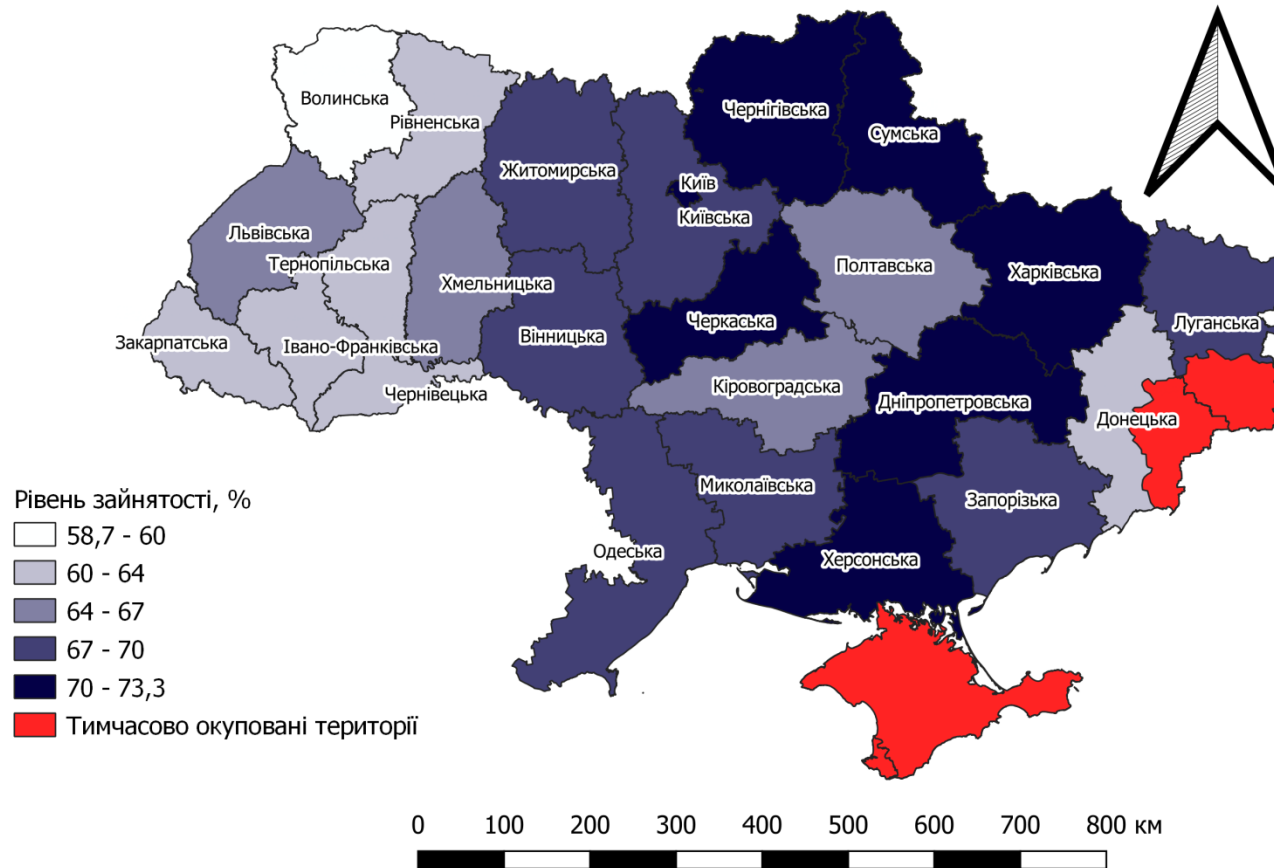 Волинська
Рівненська
Чернігівська
Сумська
Житомирська
Київ
Київська
Львівська
Тернопільська
Хмельницька
Полтавська
Харківська
Закарпатська
Івано-Франківська
Вінницька
Черкаська
Луганська
Чернівецька
Кіровоградська
Дніпропетровська
Донецька
Миколаївська
Запорізька
Одеська
Херсонська
Рівень зайнятості, %
58,7 - 60
60 - 64
64 - 67
67 - 70
70 - 73,3
Тимчасово окуповані території
0 100 200 300 400 500 600 700 800 км